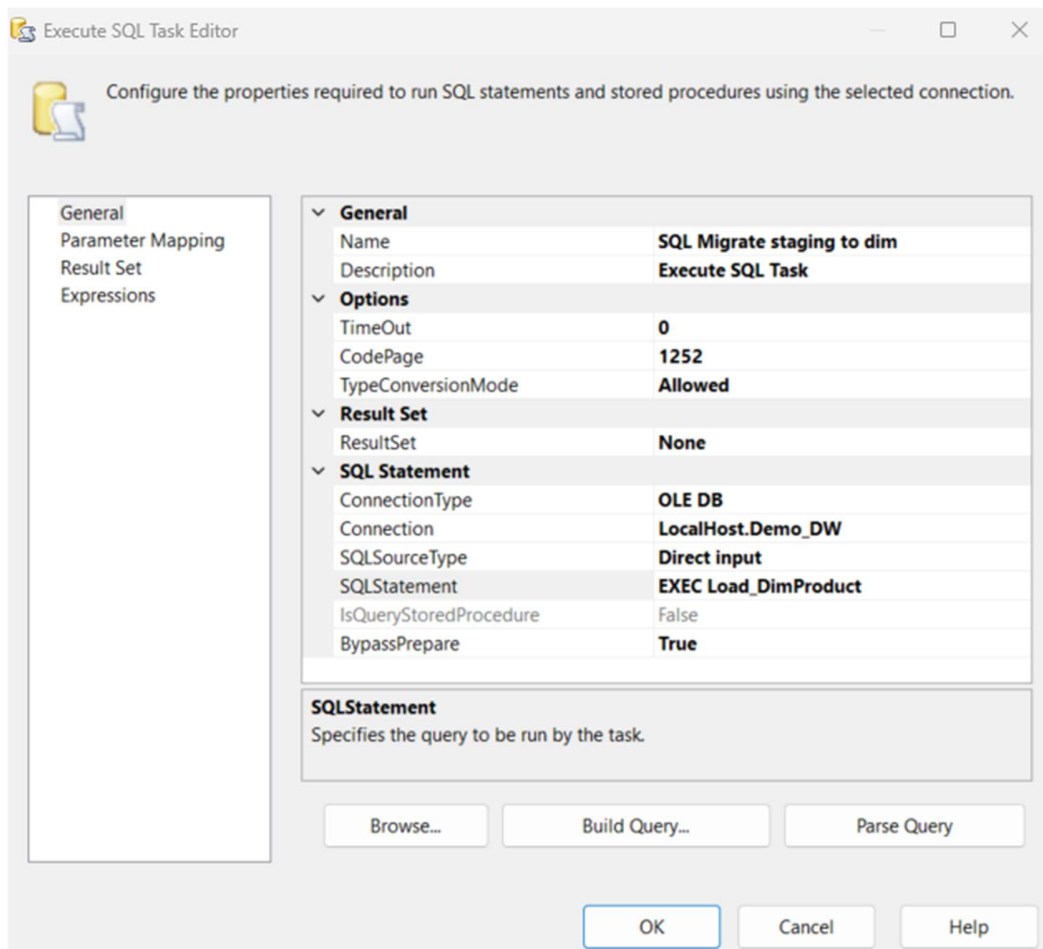 Execute SQL Task Editor
Configure the properties required to run SQL statements and stored procedures using the selected connection.
General
Parameter Mapping
Result Set
Expressions
General
Name SQL Migrate staging to dim
Description Execute SQL Task
Options
TimeOut 0
CodePage 1252
TypeConversionMode Allowed
Result Set
ResultSet None
SQL Statement
ConnectionType OLE DB
Connection LocalHost.Demo_DW
SQLSourceType Direct input
SQLStatement EXEC Load_DimProduct
IsQueryStoredProcedure False
BypassPrepare True
SQLStatement
Specifies the query to be run by the task.
Browse... Build Query... Parse Query
OK Cancel Help